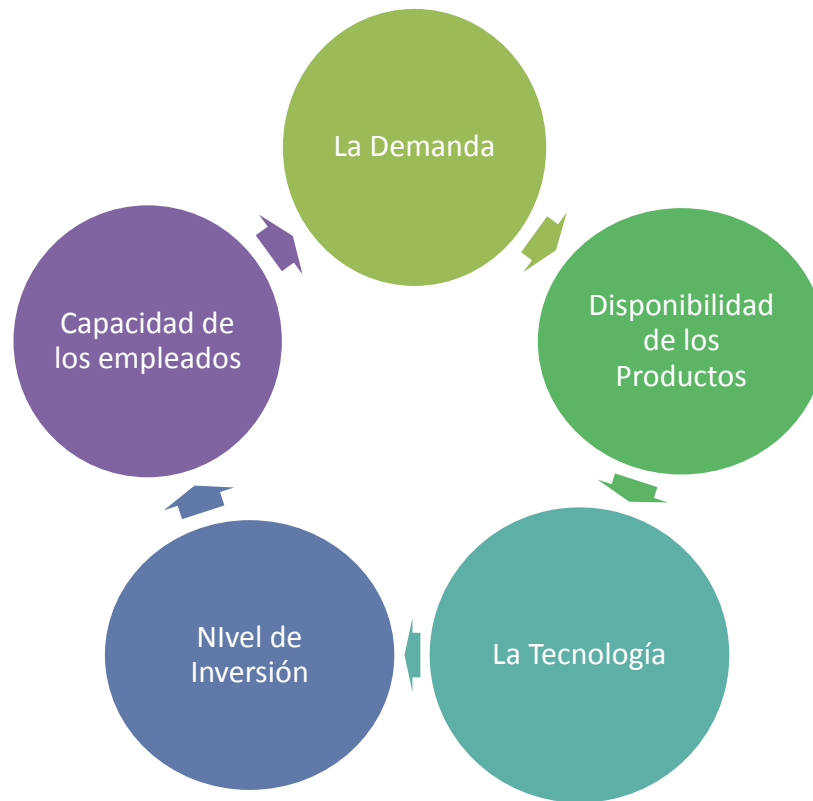 La Demanda
Disponibilidad
de los
Productos
La Tecnología
NIvel de
Inversión
Capacidad de
los empleados